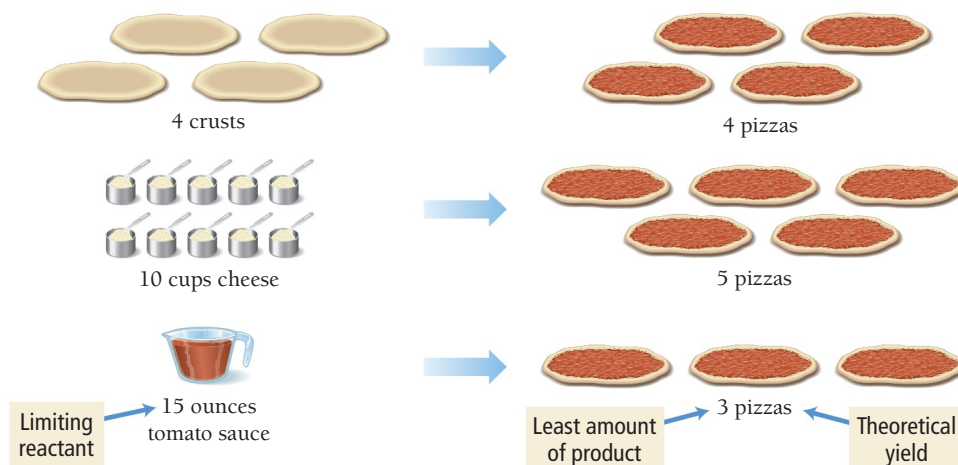 4 crusts
4 pizzas
10 cups cheese
5 pizzas
Limiting
reactant
15 ounces
tomato sauce
Least amount
of product
3 pizzas
Theoretical
yield